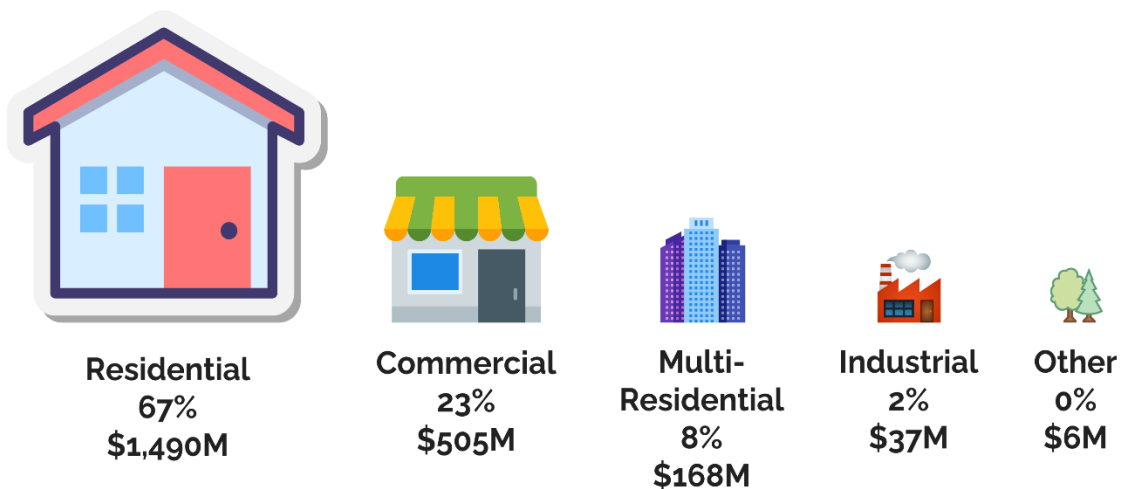 Residential
67%
$1,490M
Commercial
23%
$505M
Multi-
Residential
8%
$168M
Industrial
2%
$37M
Other
0%
$6M